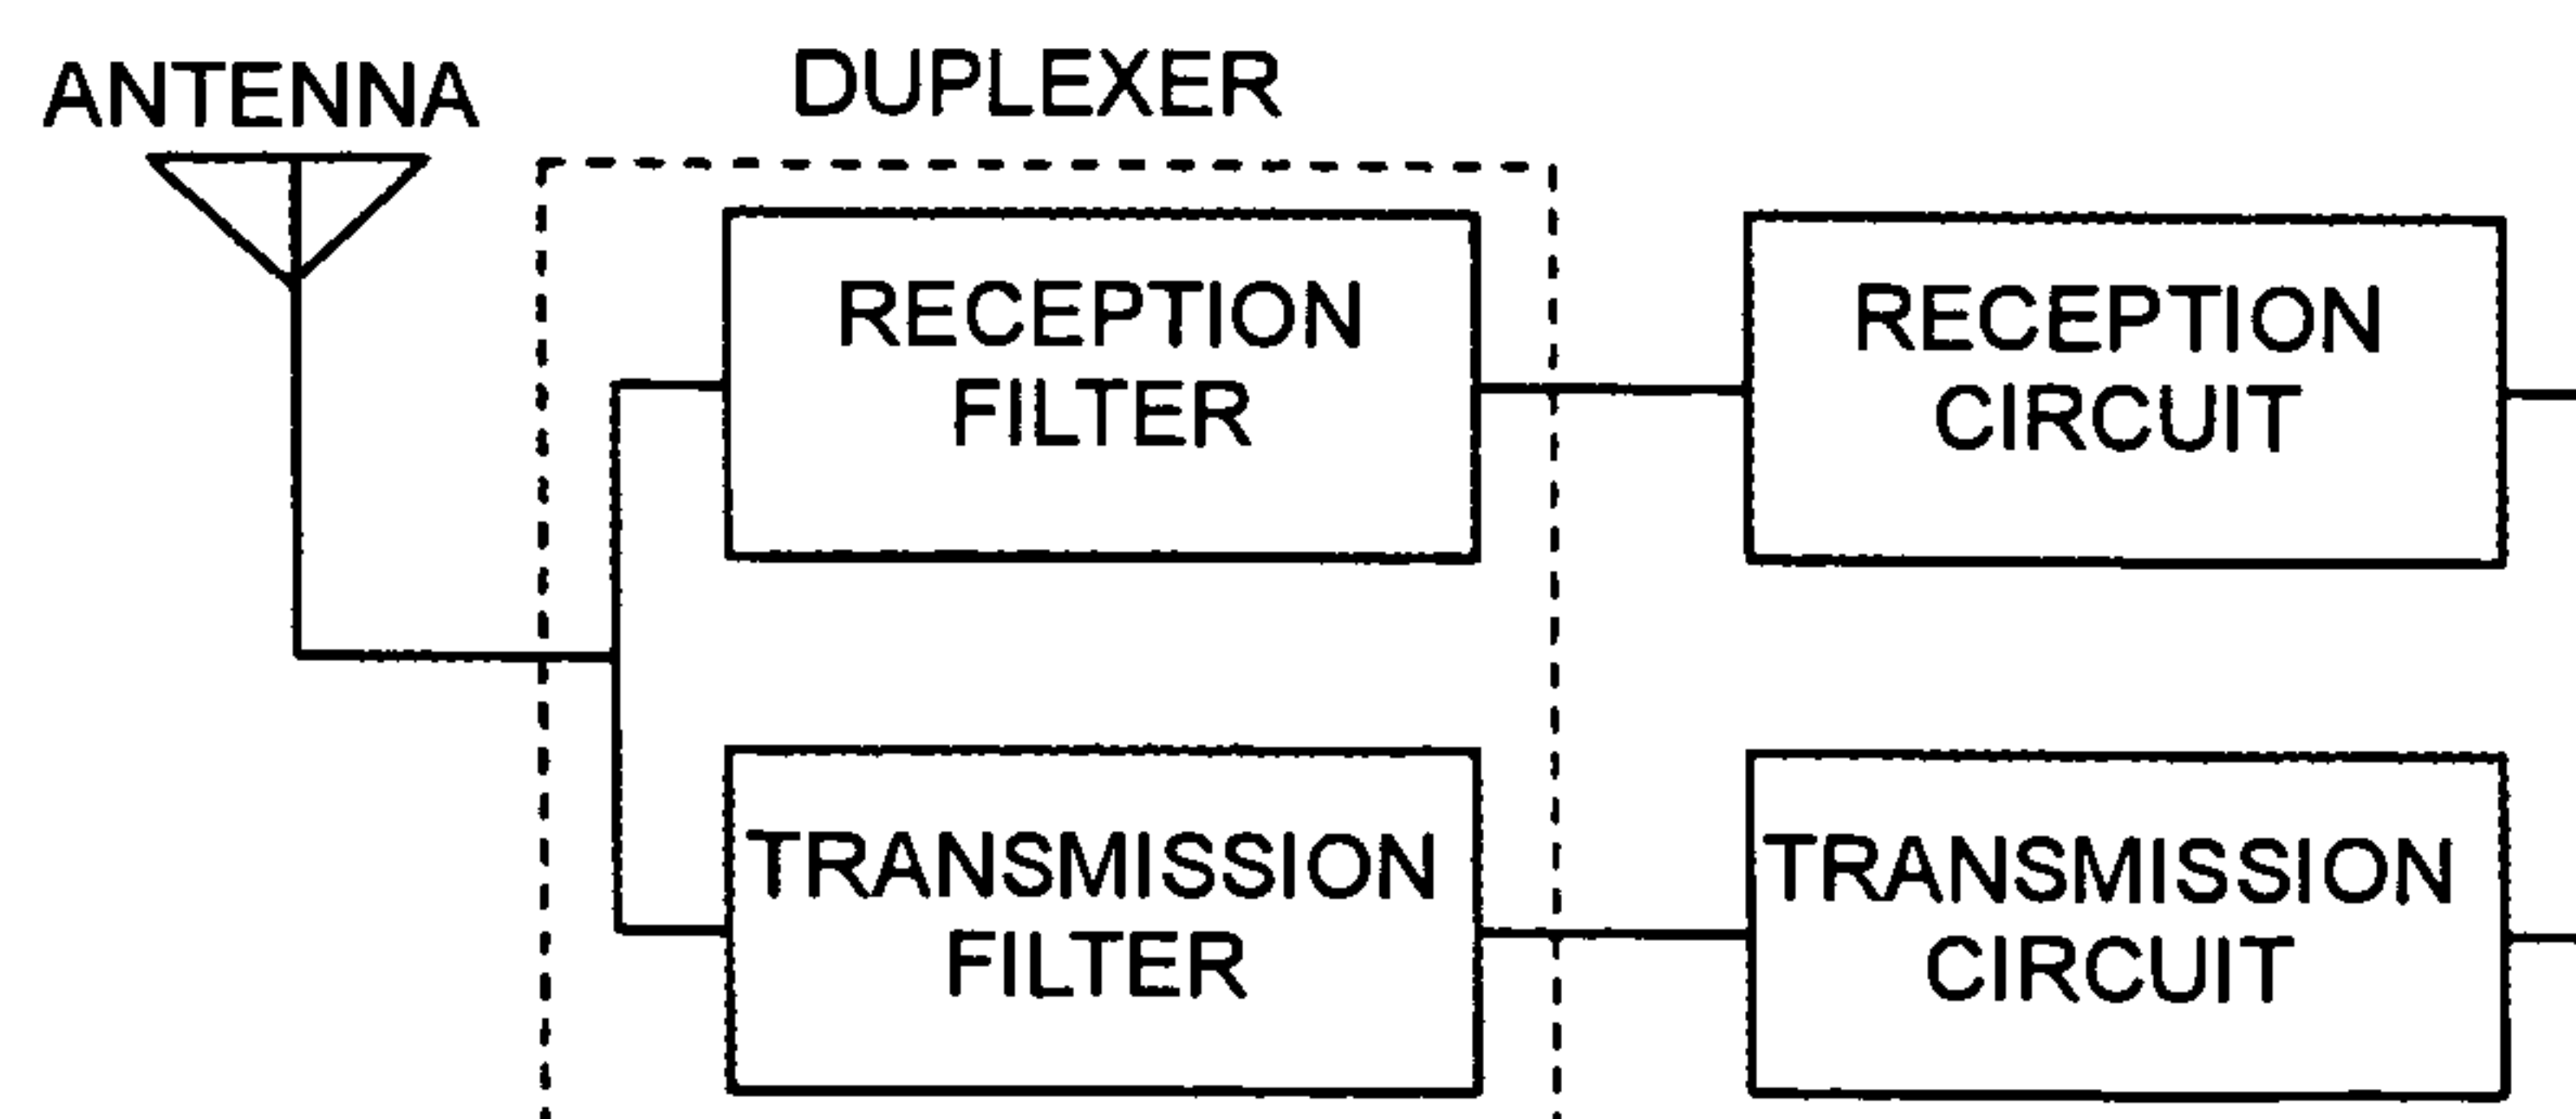 ANTENNA
DUPLEXER
RECEPTION
FILTER
RECEPTION
CIRCUIT
TRANSMISSION
FILTER
TRANSMISSION
CIRCUIT